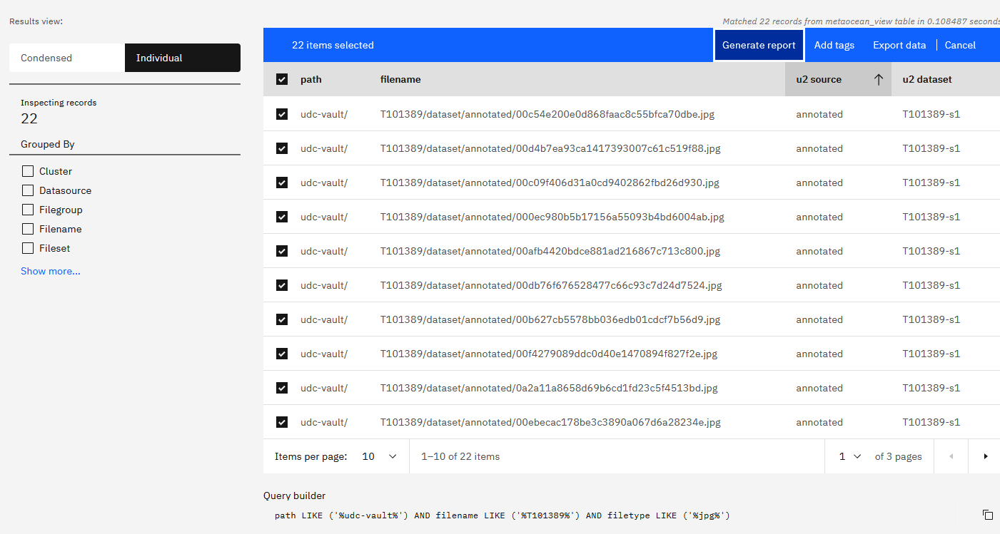 Results view:
Matched 22 records from metaocean_view table in 0.108487 seconds
Condensed Individual
22 items selected Generate report Add tags Export data Cancel
Inspecting records
22
Grouped By
Cluster
Datasource
Filegroup
Filename
Fileset
Show more...
path filename u2 source u2 dataset
udc-vault/ T101389/dataset/annotated/00c54e200e0d868faac8c55bfca70dbe.jpg annotated T101389-s1
udc-vault/ T101389/dataset/annotated/00d4b7ea93ca1417393007c61c519f88.jpg annotated T101389-s1
udc-vault/ T101389/dataset/annotated/00c09f406d31a0cd9402862fbd26d930.jpg annotated T101389-s1
udc-vault/ T101389/dataset/annotated/000ec980b5b17156a55093b4bd6004ab.jpg annotated T101389-s1
udc-vault/ T101389/dataset/annotated/00afb4420bdce881ad216867c713c800.jpg annotated T101389-s1
udc-vault/ T101389/dataset/annotated/00db76f676528477c66c93c7d24d7524.jpg annotated T101389-s1
udc-vault/ T101389/dataset/annotated/00b627cb5578bb036edb01cdcf7b56d9.jpg annotated T101389-s1
udc-vault/ T101389/dataset/annotated/00f4279089ddc0d40e1470894f827f2e.jpg annotated T101389-s1
udc-vault/ T101389/dataset/annotated/0a2a11a8658d69b6cd1fd23c5f4513bd.jpg annotated T101389-s1
udc-vault/ T101389/dataset/annotated/00ebecac178be3c3890a067d6a28234e.jpg annotated T101389-s1
Items per page: 10 1–10 of 22 items 1 of 3 pages
Query builder
path LIKE ('%udc-vault%') AND filename LIKE ('%T101389%') AND filetype LIKE ('%jpg%')